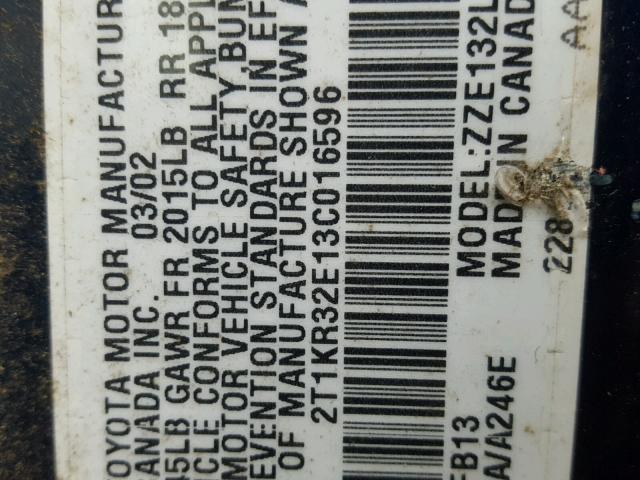 TOYOTA MOTOR MANUFACTUR
CANADA INC. 03/02
45LB GAWR FR 2015LB RR 18
ICLE CONFORMS TO ALL APPL
MOTOR VEHICLE SAFETY, BUM
EVENTION STANDARDS IN EF
OF MANUFACTURE SHOWN A
2T1KR32E13C016596
MODEL:ZZE132L
MADE IN CANAD
228 AA
FB13
A/A246E